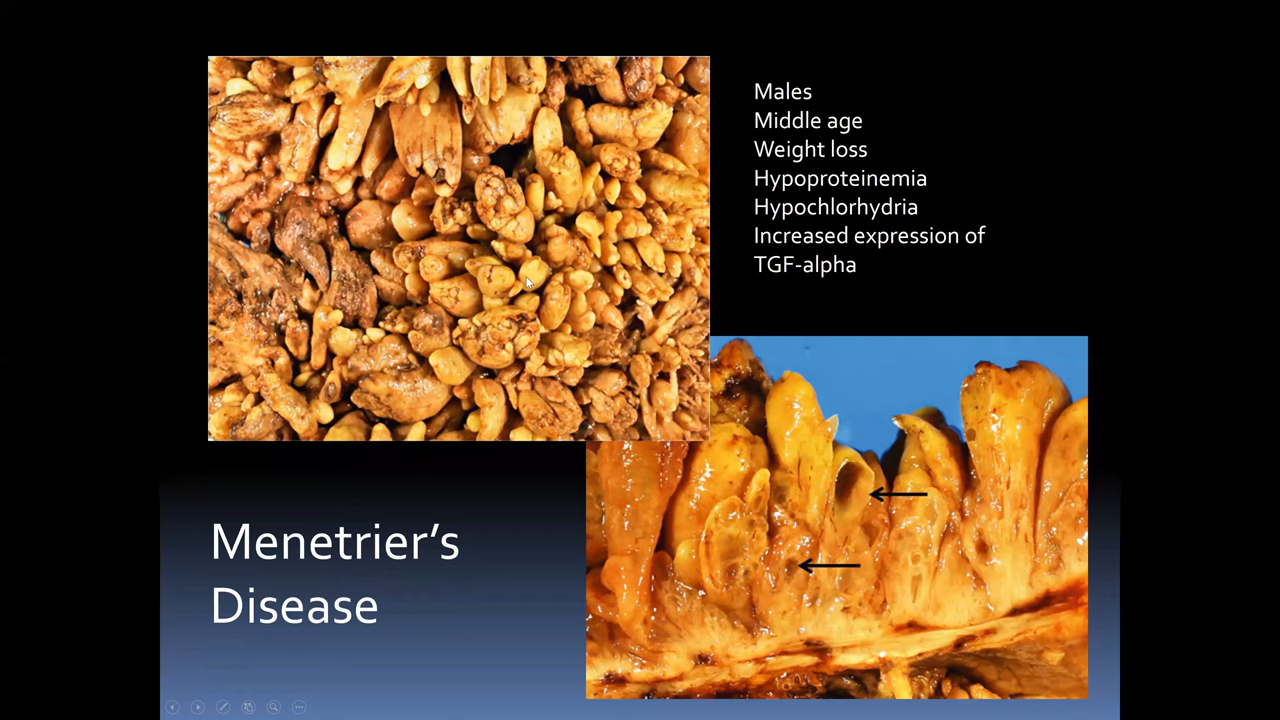 Males
Middle age
Weight loss
Hypoproteinemia
Hypochlorhydria
Increased expression of
TGF-alpha
Menetrier’s
Disease